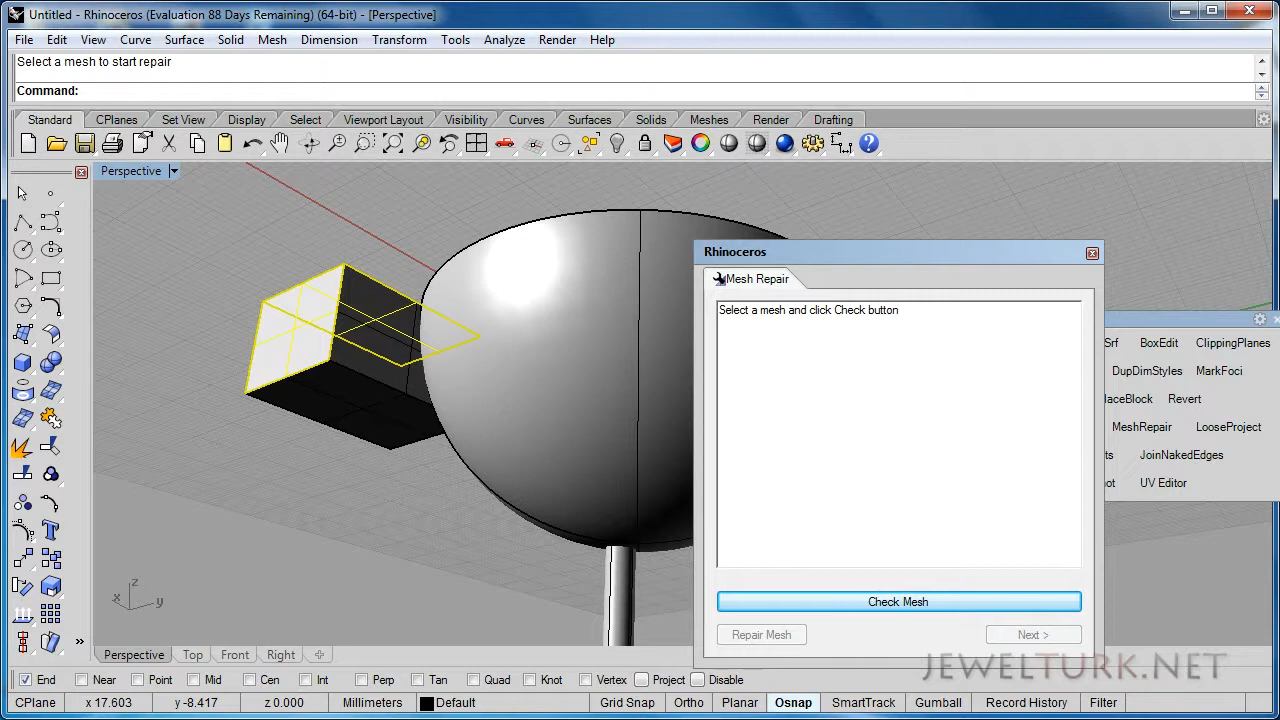 Untitled - Rhinoceros (Evaluation 88 Days Remaining) (64-bit) - [Perspective]
File Edit View Curve Surface Solid Mesh Dimension Transform Tools Analyze Render Help
Select a mesh to start repair
Command:
Standard CPlanes Set View Display Select Viewport Layout Visibility Curves Surfaces Solids Meshes Render Drafting
Perspective
Rhinoceros
Mesh Repair
Select a mesh and click Check button
Srf BoxEdit ClippingPlanes
DupDimStyles MarkFoci
laceBlock Revert
MeshRepair LooseProject
ts JoinNakedEdges
ot UV Editor
Check Mesh
Repair Mesh Next >
z
x y
Perspective Top Front Right
JEWELTURK.NET
End Near Point Mid Cen Int Perp Tan Quad Knot Vertex Project Disable
CPlane x 17.603 y -8.417 z 0.000 Millimeters Default Grid Snap Ortho Planar Osnap SmartTrack Gumball Record History Filter